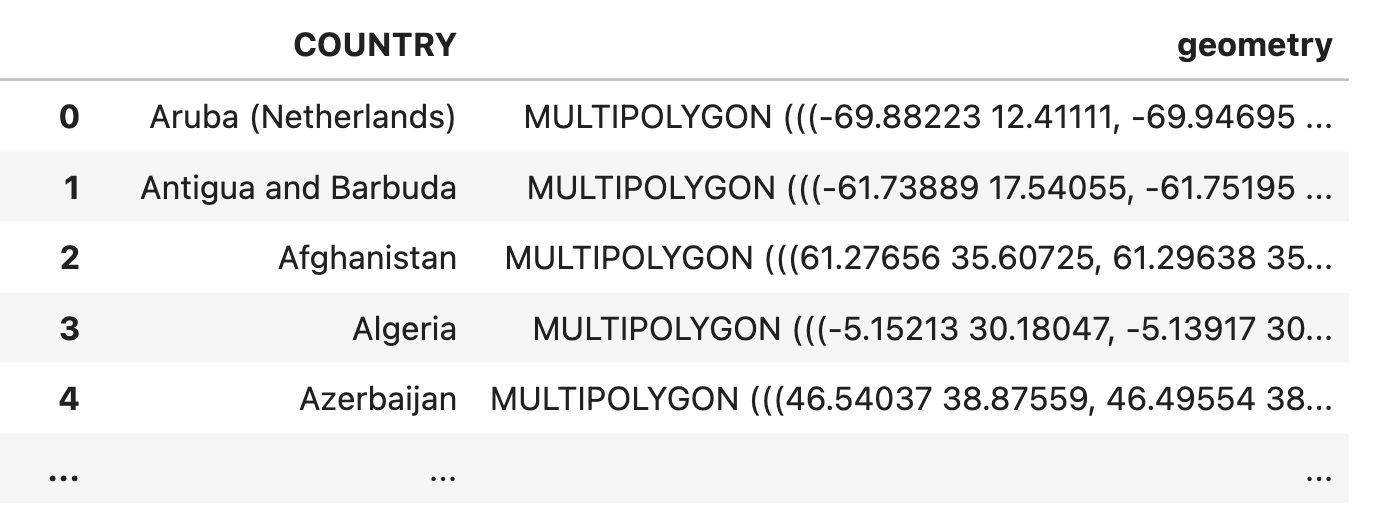 COUNTRY geometry
0 Aruba (Netherlands) MULTIPOLYGON (((-69.88223 12.41111, -69.94695 ...
1 Antigua and Barbuda MULTIPOLYGON (((-61.73889 17.54055, -61.75195 ...
2 Afghanistan MULTIPOLYGON (((61.27656 35.60725, 61.29638 35...
3 Algeria MULTIPOLYGON (((-5.15213 30.18047, -5.13917 30...
4 Azerbaijan MULTIPOLYGON (((46.54037 38.87559, 46.49554 38...
... ... ...